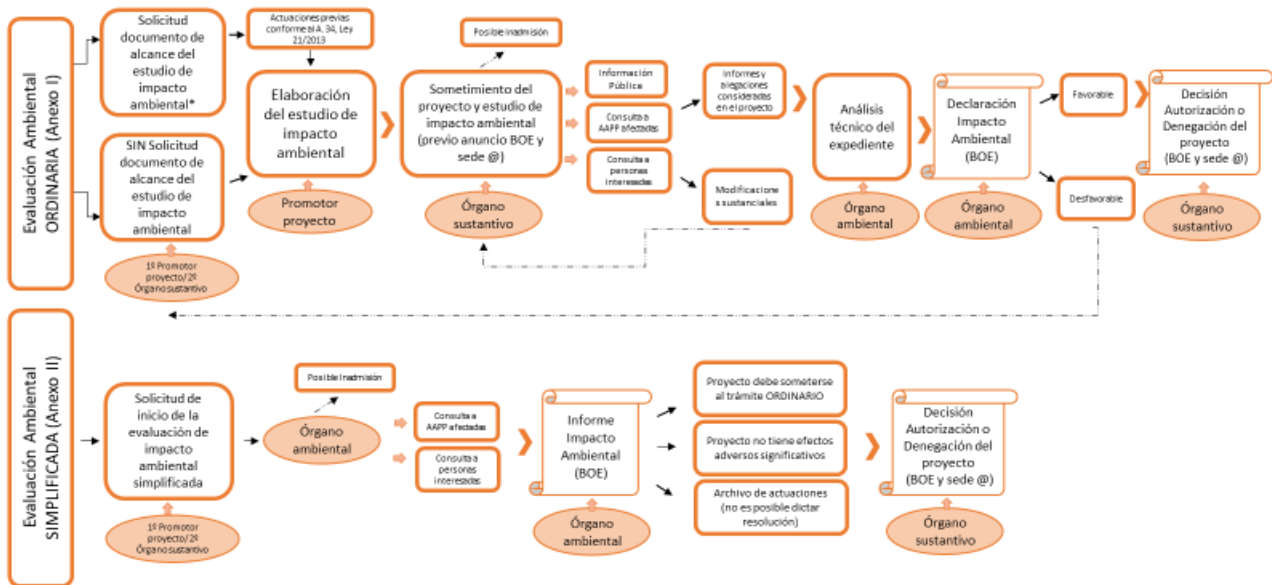 Evaluación Ambiental
ORDINARIA (Anexo I)
Solicitud
documento de
alcance del
estudio de
impacto
ambiental*
SIN Solicitud
documento de
alcance del
estudio de
impacto
ambiental
1º Promotor
proyecto/2º
Órgano sustantivo
Actuaciones previas
conforme al A. 34, Ley
21/2013
Elaboración
del estudio de
impacto
ambiental
Promotor
proyecto
Posible Inadmisión
Sometimiento del
proyecto y estudio de
impacto ambiental
(previo anuncio BOE y
sede @)
Órgano
sustantivo
Información
Pública
Consulta a
AAPP afectadas
Consulta a
personas
interesadas
Informes y
alegaciones
consideradas
en el proyecto
Modificacione
s sustanciales
Análisis
técnico del
expediente
Órgano
ambiental
Declaración
Impacto
Ambiental
(BOE)
Órgano
ambiental
Favorable
Desfavorable
Decisión
Autorización o
Denegación del
proyecto
(BOE y sede @)
Órgano
sustantivo
Evaluación Ambiental
SIMPLIFICADA (Anexo II)
Solicitud de
inicio de la
evaluación de
impacto
ambiental
simplificada
1º Promotor
proyecto/2º
Órgano sustantivo
Posible Inadmisión
Órgano
ambiental
Consulta a
AAPP afectadas
Consulta a
personas
interesadas
Informe
Impacto
Ambiental
(BOE)
Órgano
ambiental
Proyecto debe someterse
al trámite ORDINARIO
Proyecto no tiene efectos
adversos significativos
Archivo de actuaciones
(no es posible dictar
resolución)
Decisión
Autorización o
Denegación del
proyecto
(BOE y sede @)
Órgano
sustantivo